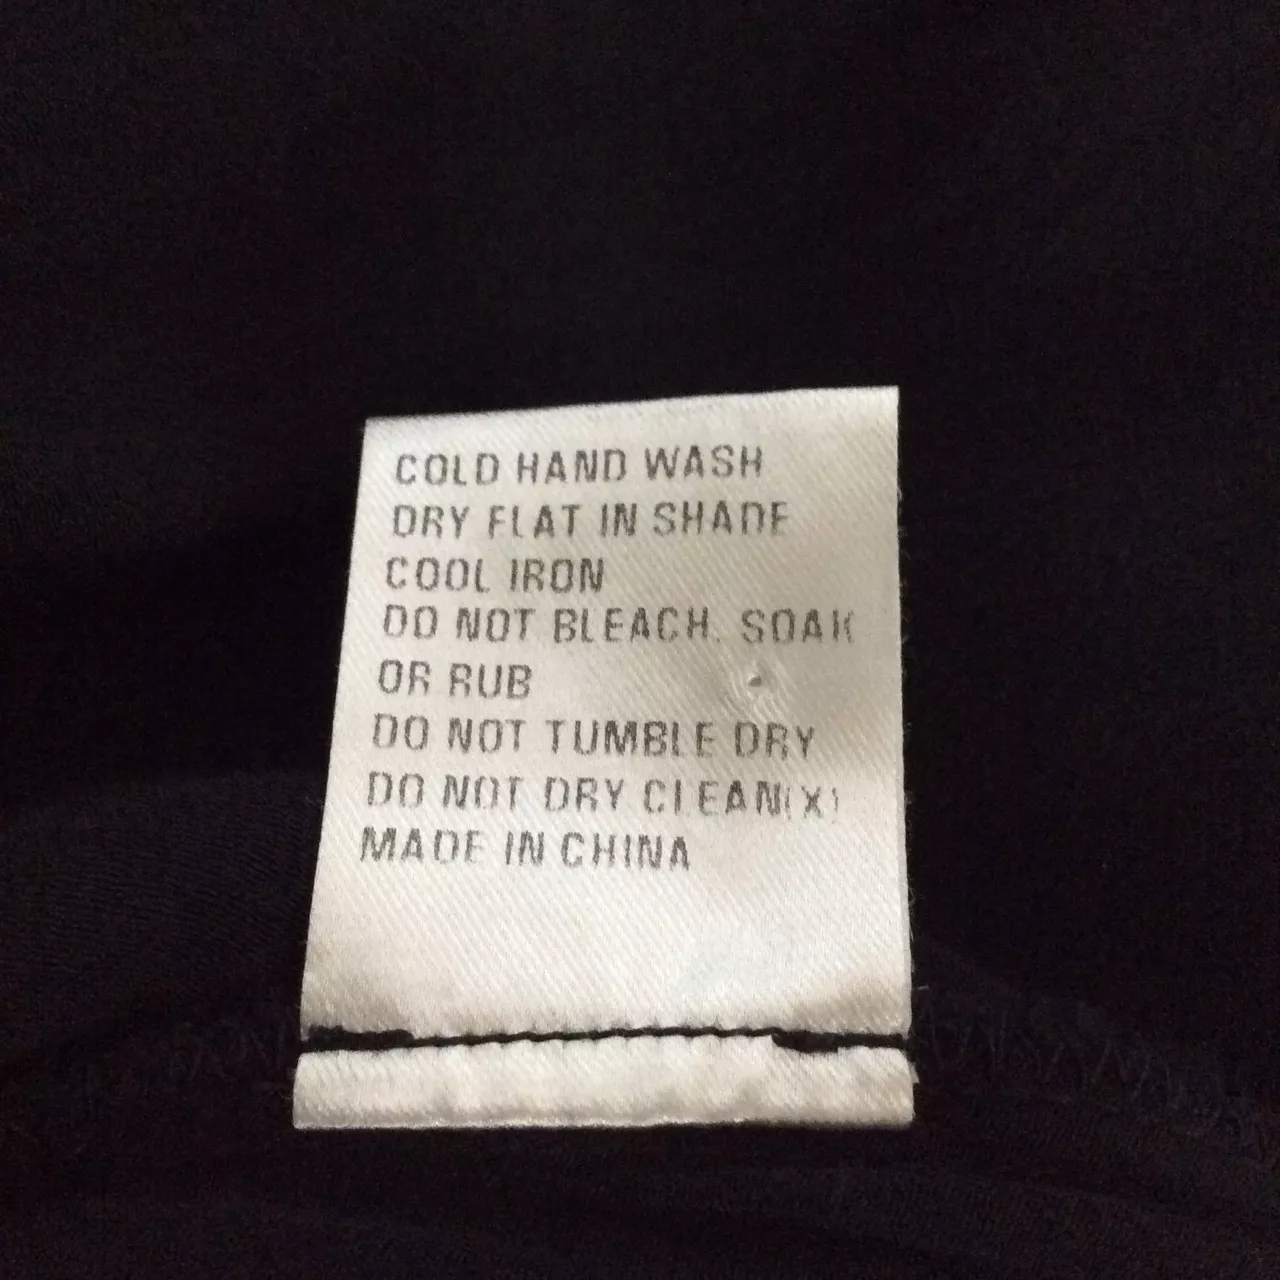 COLD HAND WASH
DRY FLAT IN SHADE
COOL IRON
DO NOT BLEACH. SOAK
OR RUB
DO NOT TUMBLE DRY
DO NOT DRY CLEAN(X)
MADE IN CHINA